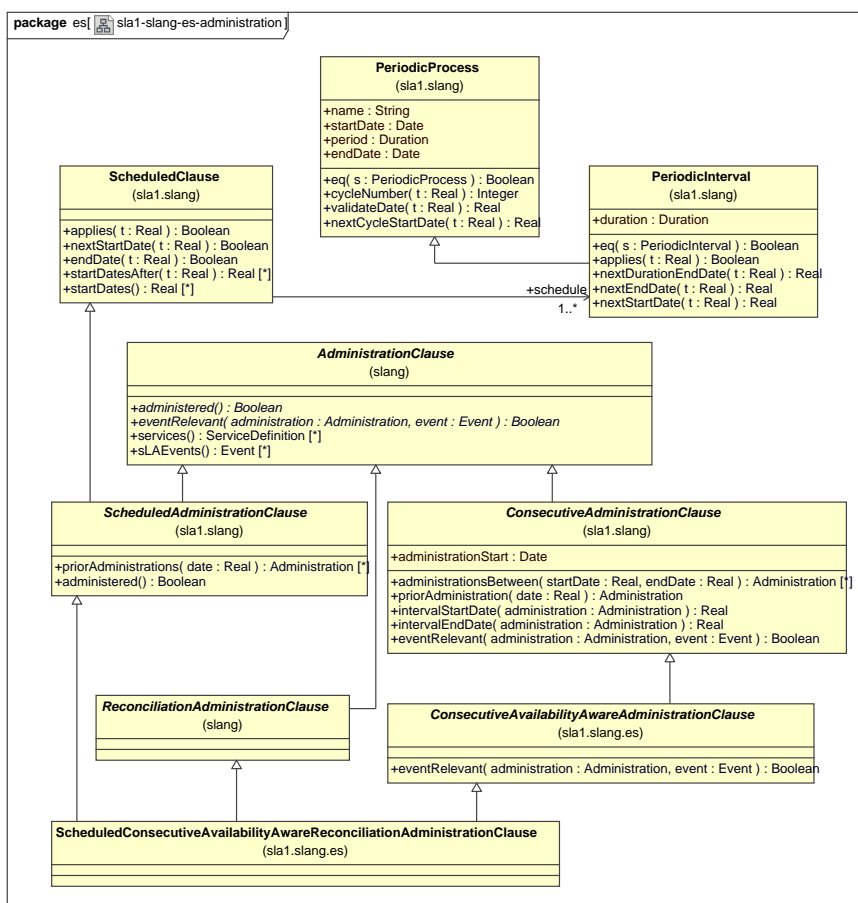 package es[ sla1-slang-es-administration ]
PeriodicProcess
(sla1.slang)
+name : String
+startDate : Date
+period : Duration
+endDate : Date
+eq( s : PeriodicProcess ) : Boolean
+cycleNumber( t : Real ) : Integer
+validateDate( t : Real ) : Real
+nextCycleStartDate( t : Real ) : Real
ScheduledClause
(sla1.slang)
+applies( t : Real ) : Boolean
+nextStartDate( t : Real ) : Boolean
+endDate( t : Real ) : Boolean
+startDatesAfter( t : Real ) : Real [*]
+startDates() : Real [*]
PeriodicInterval
(sla1.slang)
+duration : Duration
+eq( s : PeriodicInterval ) : Boolean
+applies( t : Real ) : Boolean
+nextDurationEndDate( t : Real ) : Real
+nextEndDate( t : Real ) : Real
+nextStartDate( t : Real ) : Real
+schedule
1..*
AdministrationClause
(slang)
+administered() : Boolean
+eventRelevant( administration : Administration, event : Event ) : Boolean
+services() : ServiceDefinition [*]
+sLAEvents() : Event [*]
ScheduledAdministrationClause
(sla1.slang)
+priorAdministrations( date : Real ) : Administration [*]
+administered() : Boolean
ConsecutiveAdministrationClause
(sla1.slang)
+administrationStart : Date
+administrationsBetween( startDate : Real, endDate : Real ) : Administration [*]
+priorAdministration( date : Real ) : Administration
+intervalStartDate( administration : Administration ) : Real
+intervalEndDate( administration : Administration ) : Real
+eventRelevant( administration : Administration, event : Event ) : Boolean
ReconciliationAdministrationClause
(slang)
ConsecutiveAvailabilityAwareAdministrationClause
(sla1.slang.es)
+eventRelevant( administration : Administration, event : Event ) : Boolean
ScheduledConsecutiveAvailabilityAwareReconciliationAdministrationClause
(sla1.slang.es)